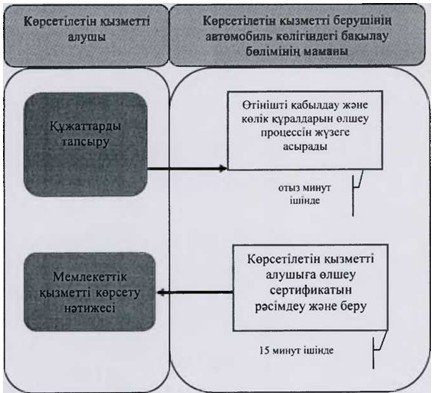 Көрсетілетін қызметті
алушы
Көрсетілетін қызметті берушінің
автомобиль көлігіндегі бақылау
бөлімінің маманы
Құжаттарды
тапсыру
Өтінішті қабылдау және
көлік құралдарын өлшеу
процессін жүзеге
асырады
отыз минут
ішінде
Мемлекеттік
қызметті көрсету
нәтижесі
Көрсетілетін қызметті
алушыға өлшеу
сертификатын
рәсімдеу және беру
15 минут ішінде